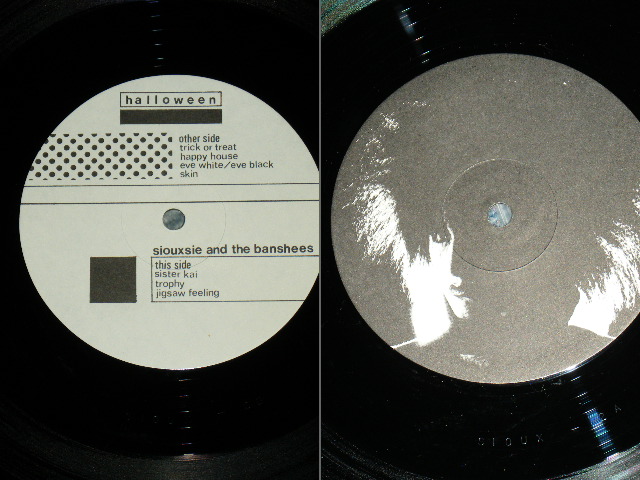 halloween
other side
trick or treat
happy house
eve white/eve black
skin
siouxsie and the banshees
this side
sister kai
trophy
jigsaw feeling
SIOUX
A